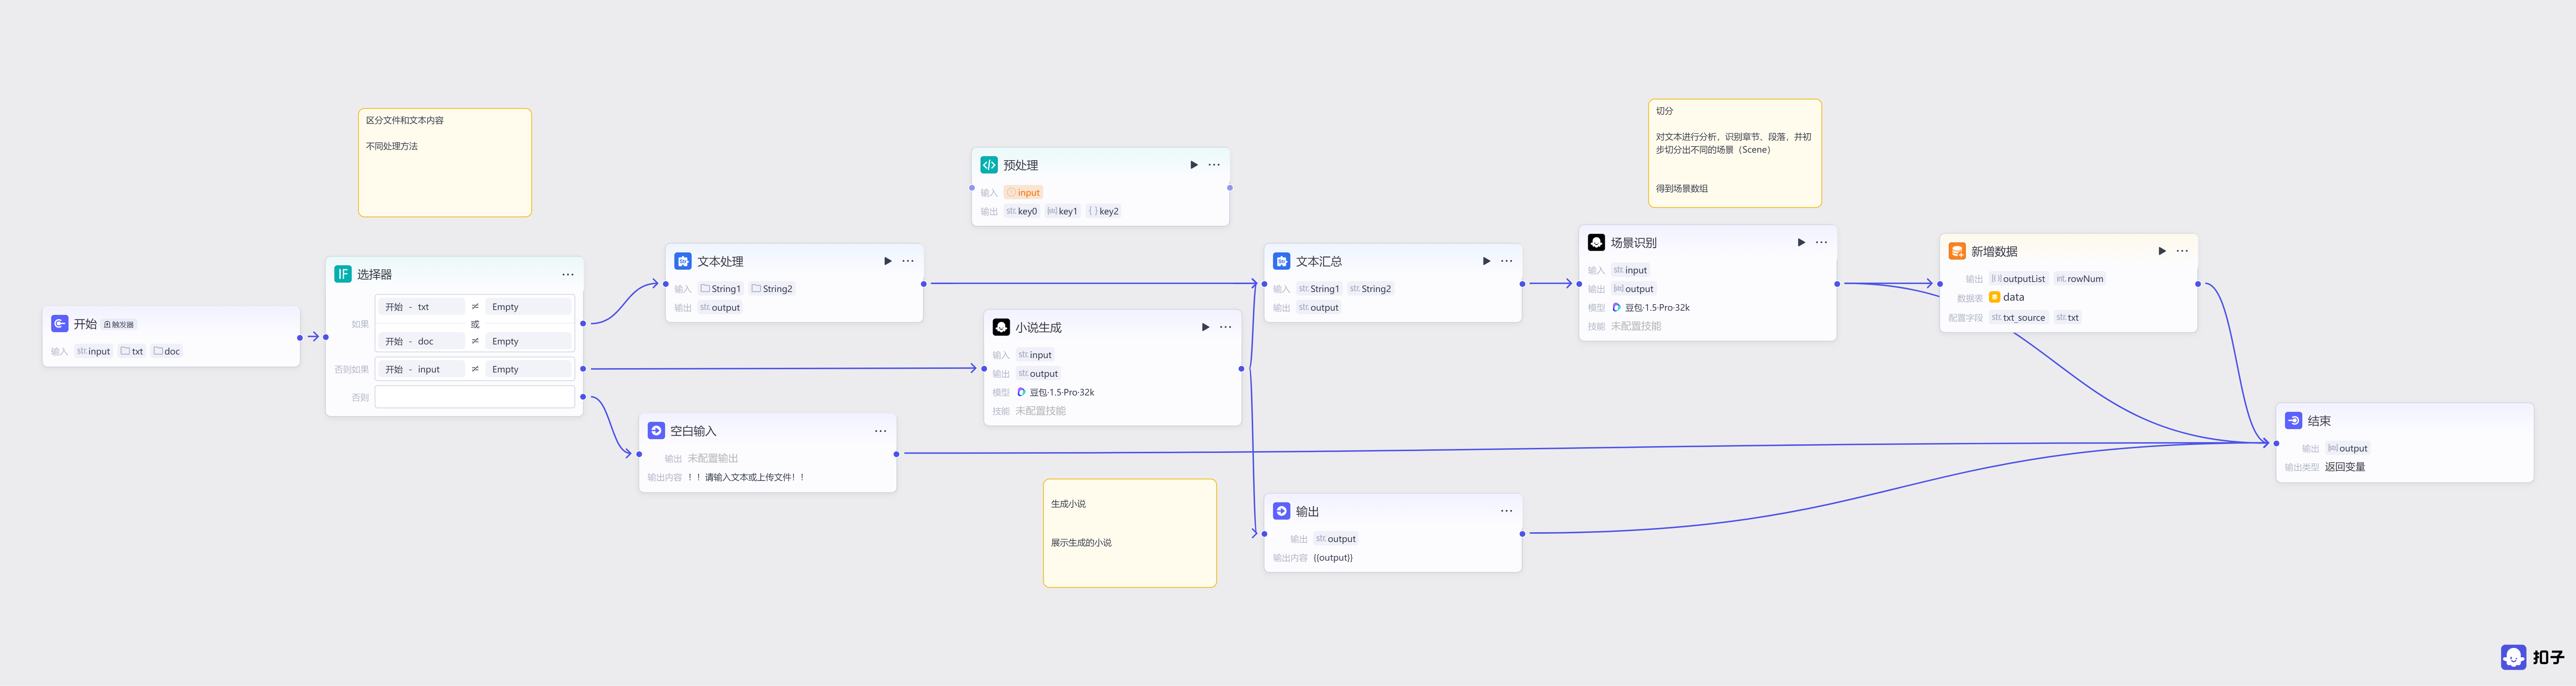 区分文件和文本内容
不同处理方法
切分
对文本进行分析，识别章节、段落，并初
步切分出不同的场景（Scene）
得到场景数组
预处理
输入 input
输出 str. key0 key1 { } key2
开始 触发器
输入 str. input txt doc
IF 选择器
如果 开始 - txt ≠ Empty
或
开始 - doc ≠ Empty
否则如果 开始 - input ≠ Empty
否则
文本处理
输入 String1 String2
输出 str. output
小说生成
输入 str. input
输出 str. output
模型 豆包·1.5·Pro·32k
技能 未配置技能
空白输入
输出 未配置输出
输出内容 ！！请输入文本或上传文件！！
生成小说
展示生成的小说
文本汇总
输入 str. String1 str. String2
输出 str. output
输出
输出 str. output
输出内容 {{output}}
场景识别
输入 str. input
输出 output
模型 豆包·1.5·Pro·32k
技能 未配置技能
新增数据
输出 outputList int. rowNum
数据表 data
配置字段 str. txt_source str. txt
结束
输出 output
输出类型 返回变量
扣子